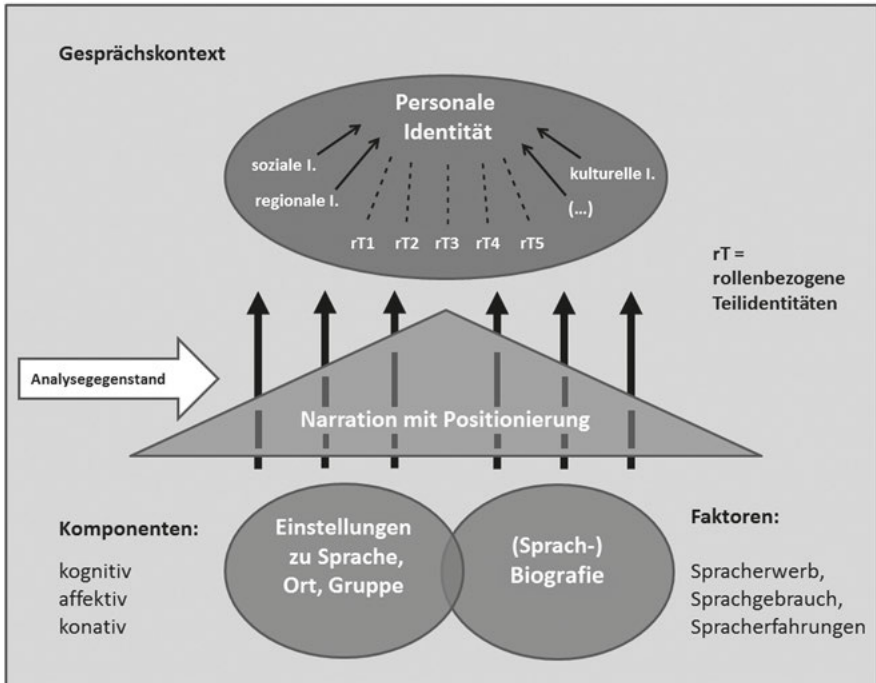 Gesprächskontext
Personale
Identität
soziale I.
regionale I.
kulturelle I.
(...)
rT1 rT2 rT3 rT4 rT5
rT =
rollenbezogene
Teilidentitäten
Analysegegenstand
Narration mit Positionierung
Komponenten:
kognitiv
affektiv
konativ
Einstellungen
zu Sprache,
Ort, Gruppe
(Sprach-)
Biografie
Faktoren:
Spracherwerb,
Sprachgebrauch,
Spracherfahrungen